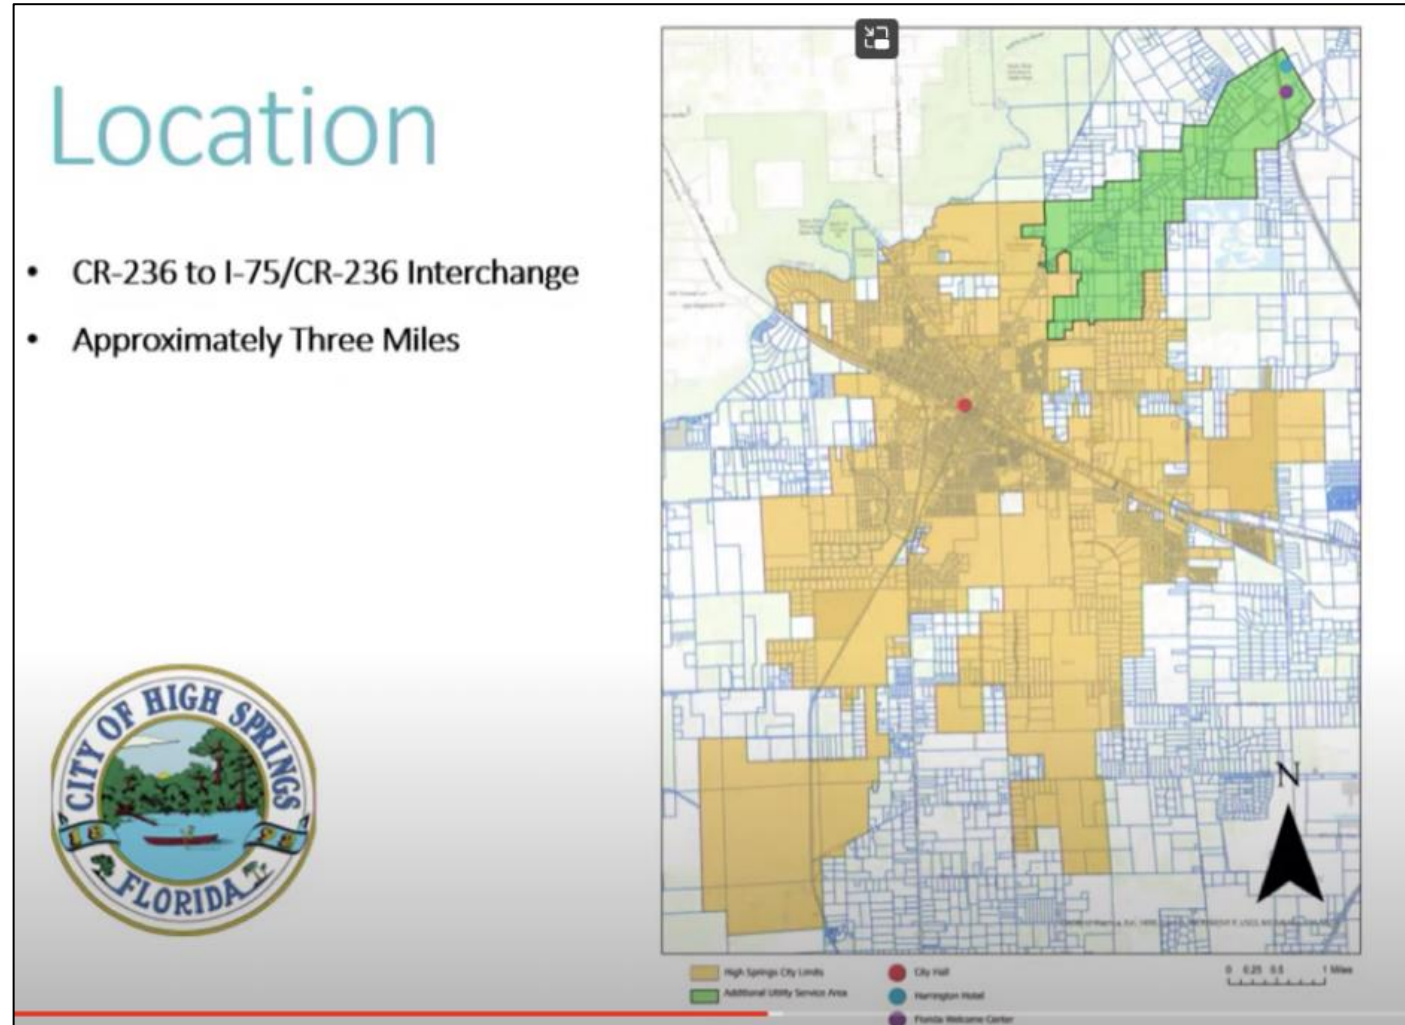 Location
• CR-236 to I-75/CR-236 Interchange
• Approximately Three Miles
CITY OF HIGH SPRINGS
FLORIDA
N
High Springs City Limits
Additional Utility Service Area
City Hall
Harrington Hotel
Florida Welcome Center
0 0.25 0.5 1 Miles